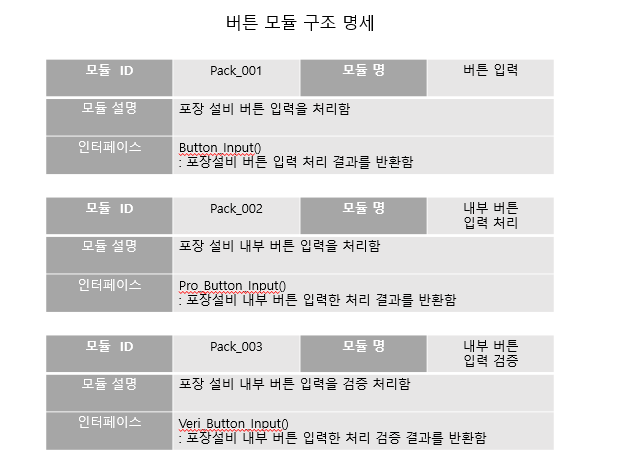 버튼 모듈 구조 명세
모듈 ID Pack_001 모듈 명 버튼 입력
모듈 설명 포장 설비 버튼 입력을 처리함
인터페이스 Button_Input()
: 포장설비 버튼 입력 처리 결과를 반환함
모듈 ID Pack_002 모듈 명 내부 버튼
입력 처리
모듈 설명 포장 설비 내부 버튼 입력을 처리함
인터페이스 Pro_Button_Input()
: 포장설비 내부 버튼 입력한 처리 결과를 반환함
모듈 ID Pack_003 모듈 명 내부 버튼
입력 검증
모듈 설명 포장 설비 내부 버튼 입력을 검증 처리함
인터페이스 Veri_Button_Input()
: 포장설비 내부 버튼 입력한 처리 검증 결과를 반환함